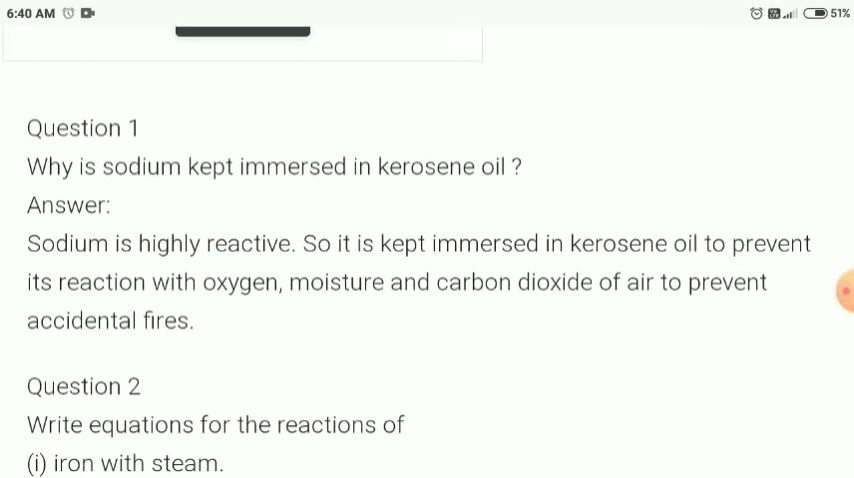 6:40 AM
51%
Question 1
Why is sodium kept immersed in kerosene oil ?
Answer:
Sodium is highly reactive. So it is kept immersed in kerosene oil to prevent
its reaction with oxygen, moisture and carbon dioxide of air to prevent
accidental fires.
Question 2
Write equations for the reactions of
(i) iron with steam.